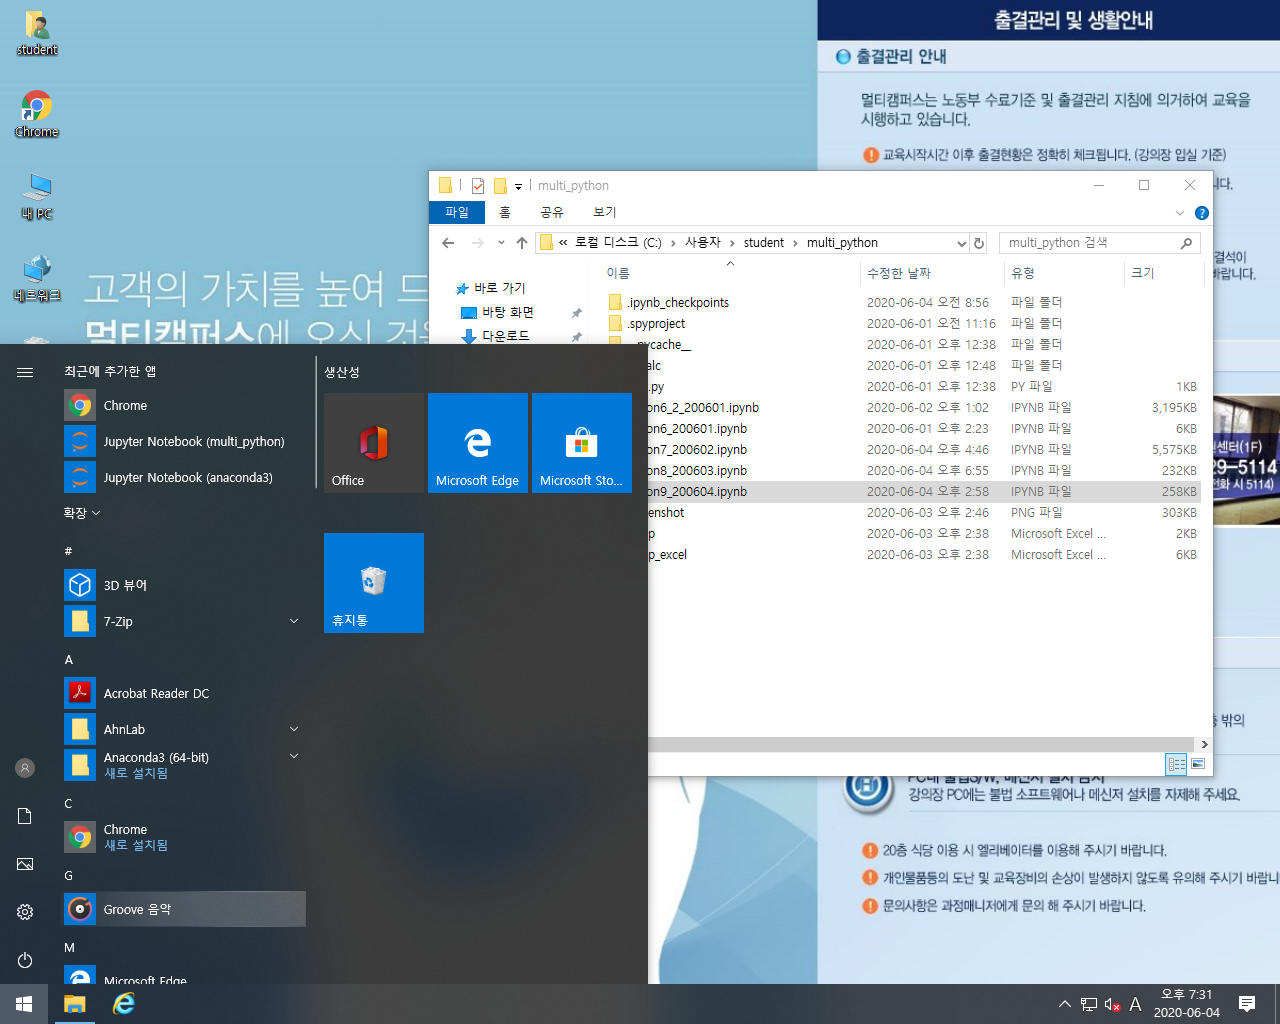 student
Chrome
내 PC
네트워크
고객의 가치를 높여 드
멀티캠퍼스에 오신 것을
출결관리 및 생활안내
출결관리 안내
멀티캠퍼스는 노동부 수료기준 및 출결관리 지침에 의거하여 교육을
시행하고 있습니다.
교육시작시간 이후 출결현황은 정확히 체크됩니다. (강의장 입실 기준)
니다.
결석이
바랍니다.
센터(1F)
29-5114
전화 시 5114)
층 밖의
PC내 불법S/W, 메신저 설치 금지
강의장 PC에는 불법 소프트웨어나 메신저 설치를 자제해 주세요.
20층 식당 이용 시 엘리베이터를 이용해 주시기 바랍니다.
개인물품등의 도난 및 교육장비의 손상이 발생하지 않도록 유의해 주시기 바랍니
문의사항은 과정매니저에게 문의 해 주시기 바랍니다.
multi_python
파일 홈 공유 보기
« 로컬 디스크 (C:) › 사용자 › student › multi_python
multi_python 검색
이름 수정한 날짜 유형 크기
바로 가기
바탕 화면
다운로드
.ipynb_checkpoints 2020-06-04 오전 8:56 파일 폴더
.spyproject 2020-06-01 오전 11:16 파일 폴더
pycache__ 2020-06-01 오후 12:38 파일 폴더
alc 2020-06-01 오후 12:48 파일 폴더
.py 2020-06-01 오후 12:38 PY 파일 1KB
on6_2_200601.ipynb 2020-06-02 오후 1:02 IPYNB 파일 3,195KB
on6_200601.ipynb 2020-06-01 오후 2:23 IPYNB 파일 6KB
on7_200602.ipynb 2020-06-02 오후 4:46 IPYNB 파일 5,575KB
on8_200603.ipynb 2020-06-03 오후 6:55 IPYNB 파일 232KB
on9_200604.ipynb 2020-06-04 오후 2:58 IPYNB 파일 258KB
enshot 2020-06-03 오후 2:46 PNG 파일 303KB
p 2020-06-03 오후 2:38 Microsoft Excel ... 2KB
p_excel 2020-06-03 오후 2:38 Microsoft Excel ... 6KB
최근에 추가한 앱
Chrome
Jupyter Notebook (multi_python)
Jupyter Notebook (anaconda3)
확장
#
3D 뷰어
7-Zip
A
Acrobat Reader DC
AhnLab
Anaconda3 (64-bit)
새로 설치됨
C
Chrome
새로 설치됨
G
Groove 음악
M
Microsoft Edge
생산성
Office
Microsoft Edge
Microsoft Sto...
휴지통
A
오후 7:31
2020-06-04